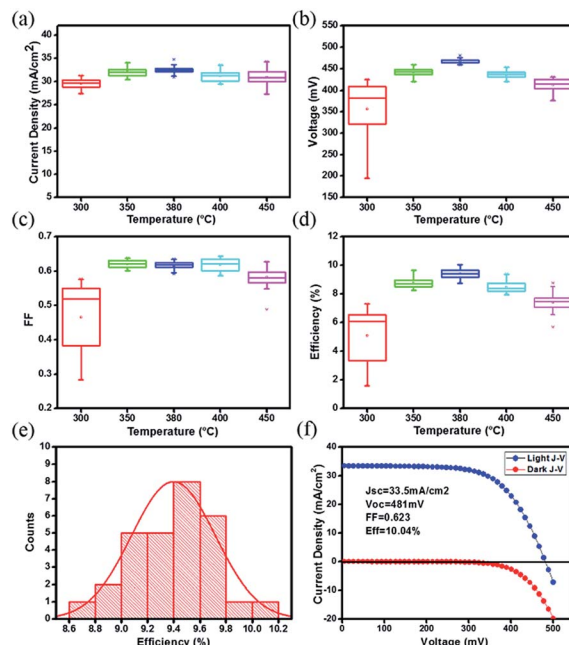 (a)
Current Density (mA/cm²)
40
35
30
25
20
15
10
5
300 350 380 400 450
Temperature (°C)
(b)
Voltage (mV)
550
500
450
400
350
300
250
200
150
300 350 380 400 450
Temperature (°C)
(c)
FF
0.7
0.6
0.5
0.4
0.3
0.2
300 350 380 400 450
Temperature (°C)
(d)
Efficiency (%)
12
10
8
6
4
2
0
300 350 380 400 450
Temperature (°C)
(e)
Counts
10
8
6
4
2
0
8.6 8.8 9.0 9.2 9.4 9.6 9.8 10.0 10.2
Efficiency (%)
(f)
Current Density (mA/cm²)
40
30
20
10
0
-10
-20
Light J-V
Dark J-V
Jsc=33.5mA/cm2
Voc=481mV
FF=0.623
Eff=10.04%
0 100 200 300 400 500
Voltage (mV)